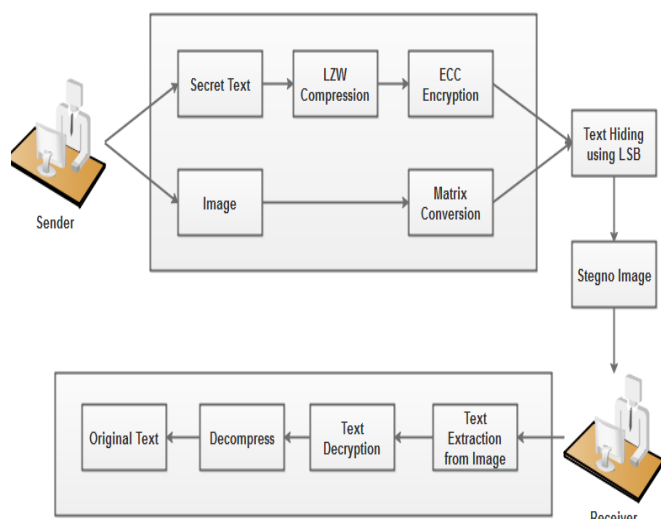 Secret Text
LZW
Compression
ECC
Encryption
Text Hiding
using LSB
Sender
Image
Matrix
Conversion
Stegno Image
Original Text
Decompress
Text
Decryption
Text
Extraction
from Image
Receiver